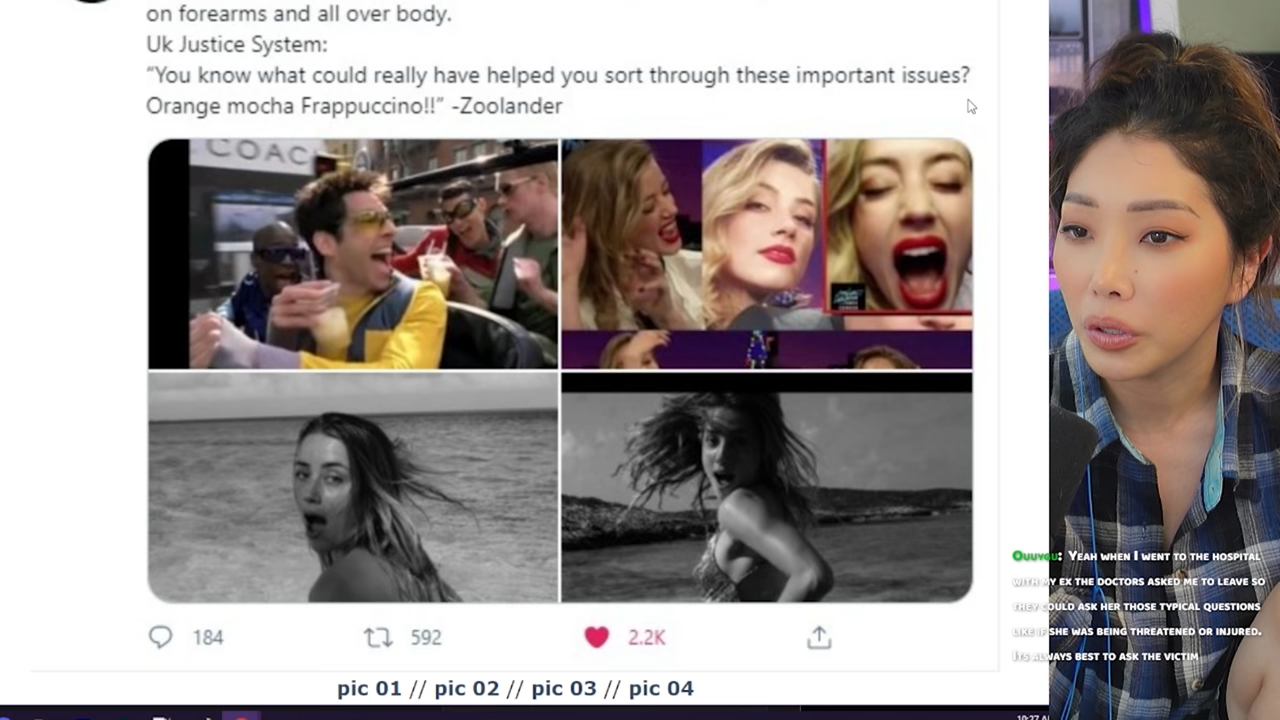 on forearms and all over body.
Uk Justice System:
“You know what could really have helped you sort through these important issues?
Orange mocha Frappuccino!!” -Zoolander
COAC
184
592
2.2K
pic 01 // pic 02 // pic 03 // pic 04
Ouuygu: Yeah when I went to the hospital
with my ex the doctors asked me to leave so
they could ask her those typical questions
like if she was being threatened or injured.
Its always best to ask the victim